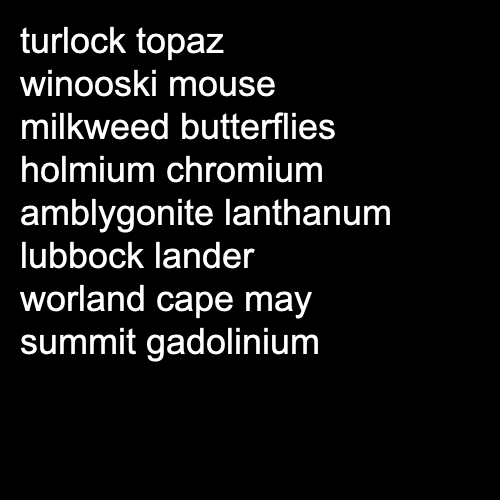 turlock topaz
winooski mouse
milkweed butterflies
holmium chromium
amblygonite lanthanum
lubbock lander
worland cape may
summit gadolinium